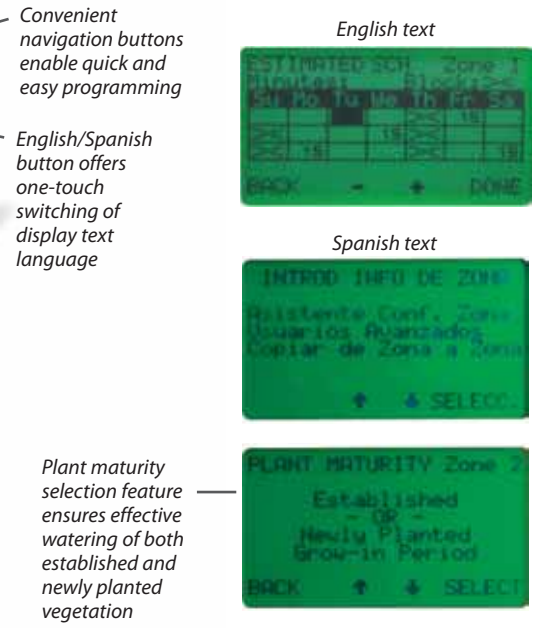 Convenient
navigation buttons
enable quick and
easy programming
English/Spanish
button offers
one-touch
switching of
display text
language
English text
ESTIMATED SCH Zone 1
Minutes:
Su Mo Tu We Th Fr Sa
15
15
15 15
BACK - + DONE
Spanish text
INTROD INFO DE ZONA
Asistente Conf. Zona
Usuarios Avanzados
Copiar de Zona a Zona
SELECC.
Plant maturity
selection feature
ensures effective
watering of both
established and
newly planted
vegetation
PLANT MATURITY Zone 2
Established
- OR -
Newly Planted
Grow-in Period
BACK SELECT